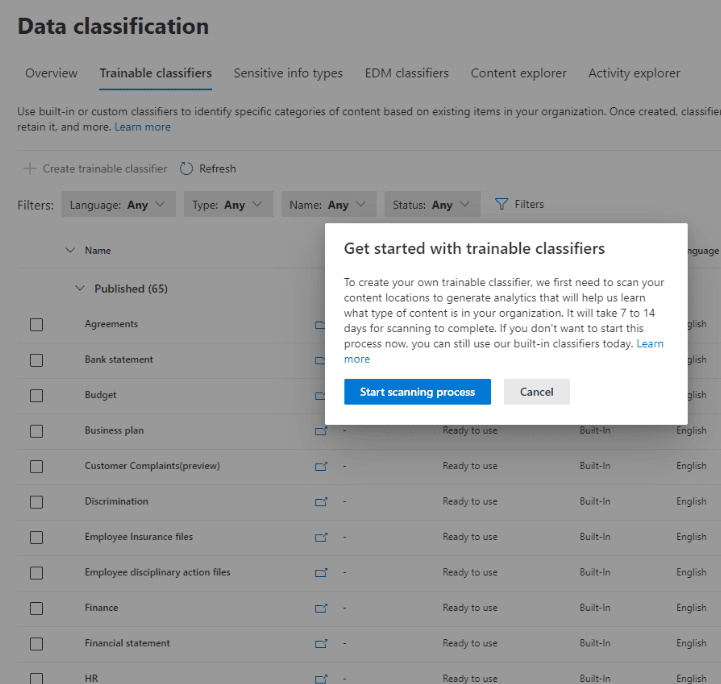 Data classification
Overview Trainable classifiers Sensitive info types EDM classifiers Content explorer Activity explorer
Use built-in or custom classifiers to identify specific categories of content based on existing items in your organization. Once created, classifier
retain it, and more. Learn more
Create trainable classifier Refresh
Filters: Language: Any Type: Any Name: Any Status: Any Filters
Name
Published (65)
Get started with trainable classifiers
To create your own trainable classifier, we first need to scan your
content locations to generate analytics that will help us learn
what type of content is in your organization. It will take 7 to 14
days for scanning to complete. If you don't want to start this
process now, you can still use our built-in classifiers today. Learn
more
Start scanning process Cancel
Agreements
Bank statement
Budget
Business plan - Ready to use Built-In English
Customer Complaints(preview) - Ready to use Built-In English
Discrimination - Ready to use Built-In English
Employee Insurance files - Ready to use Built-In English
Employee disciplinary action files - Ready to use Built-In English
Finance - Ready to use Built-In English
Financial statement - Ready to use Built-In English
HR - Ready to use Built-In English